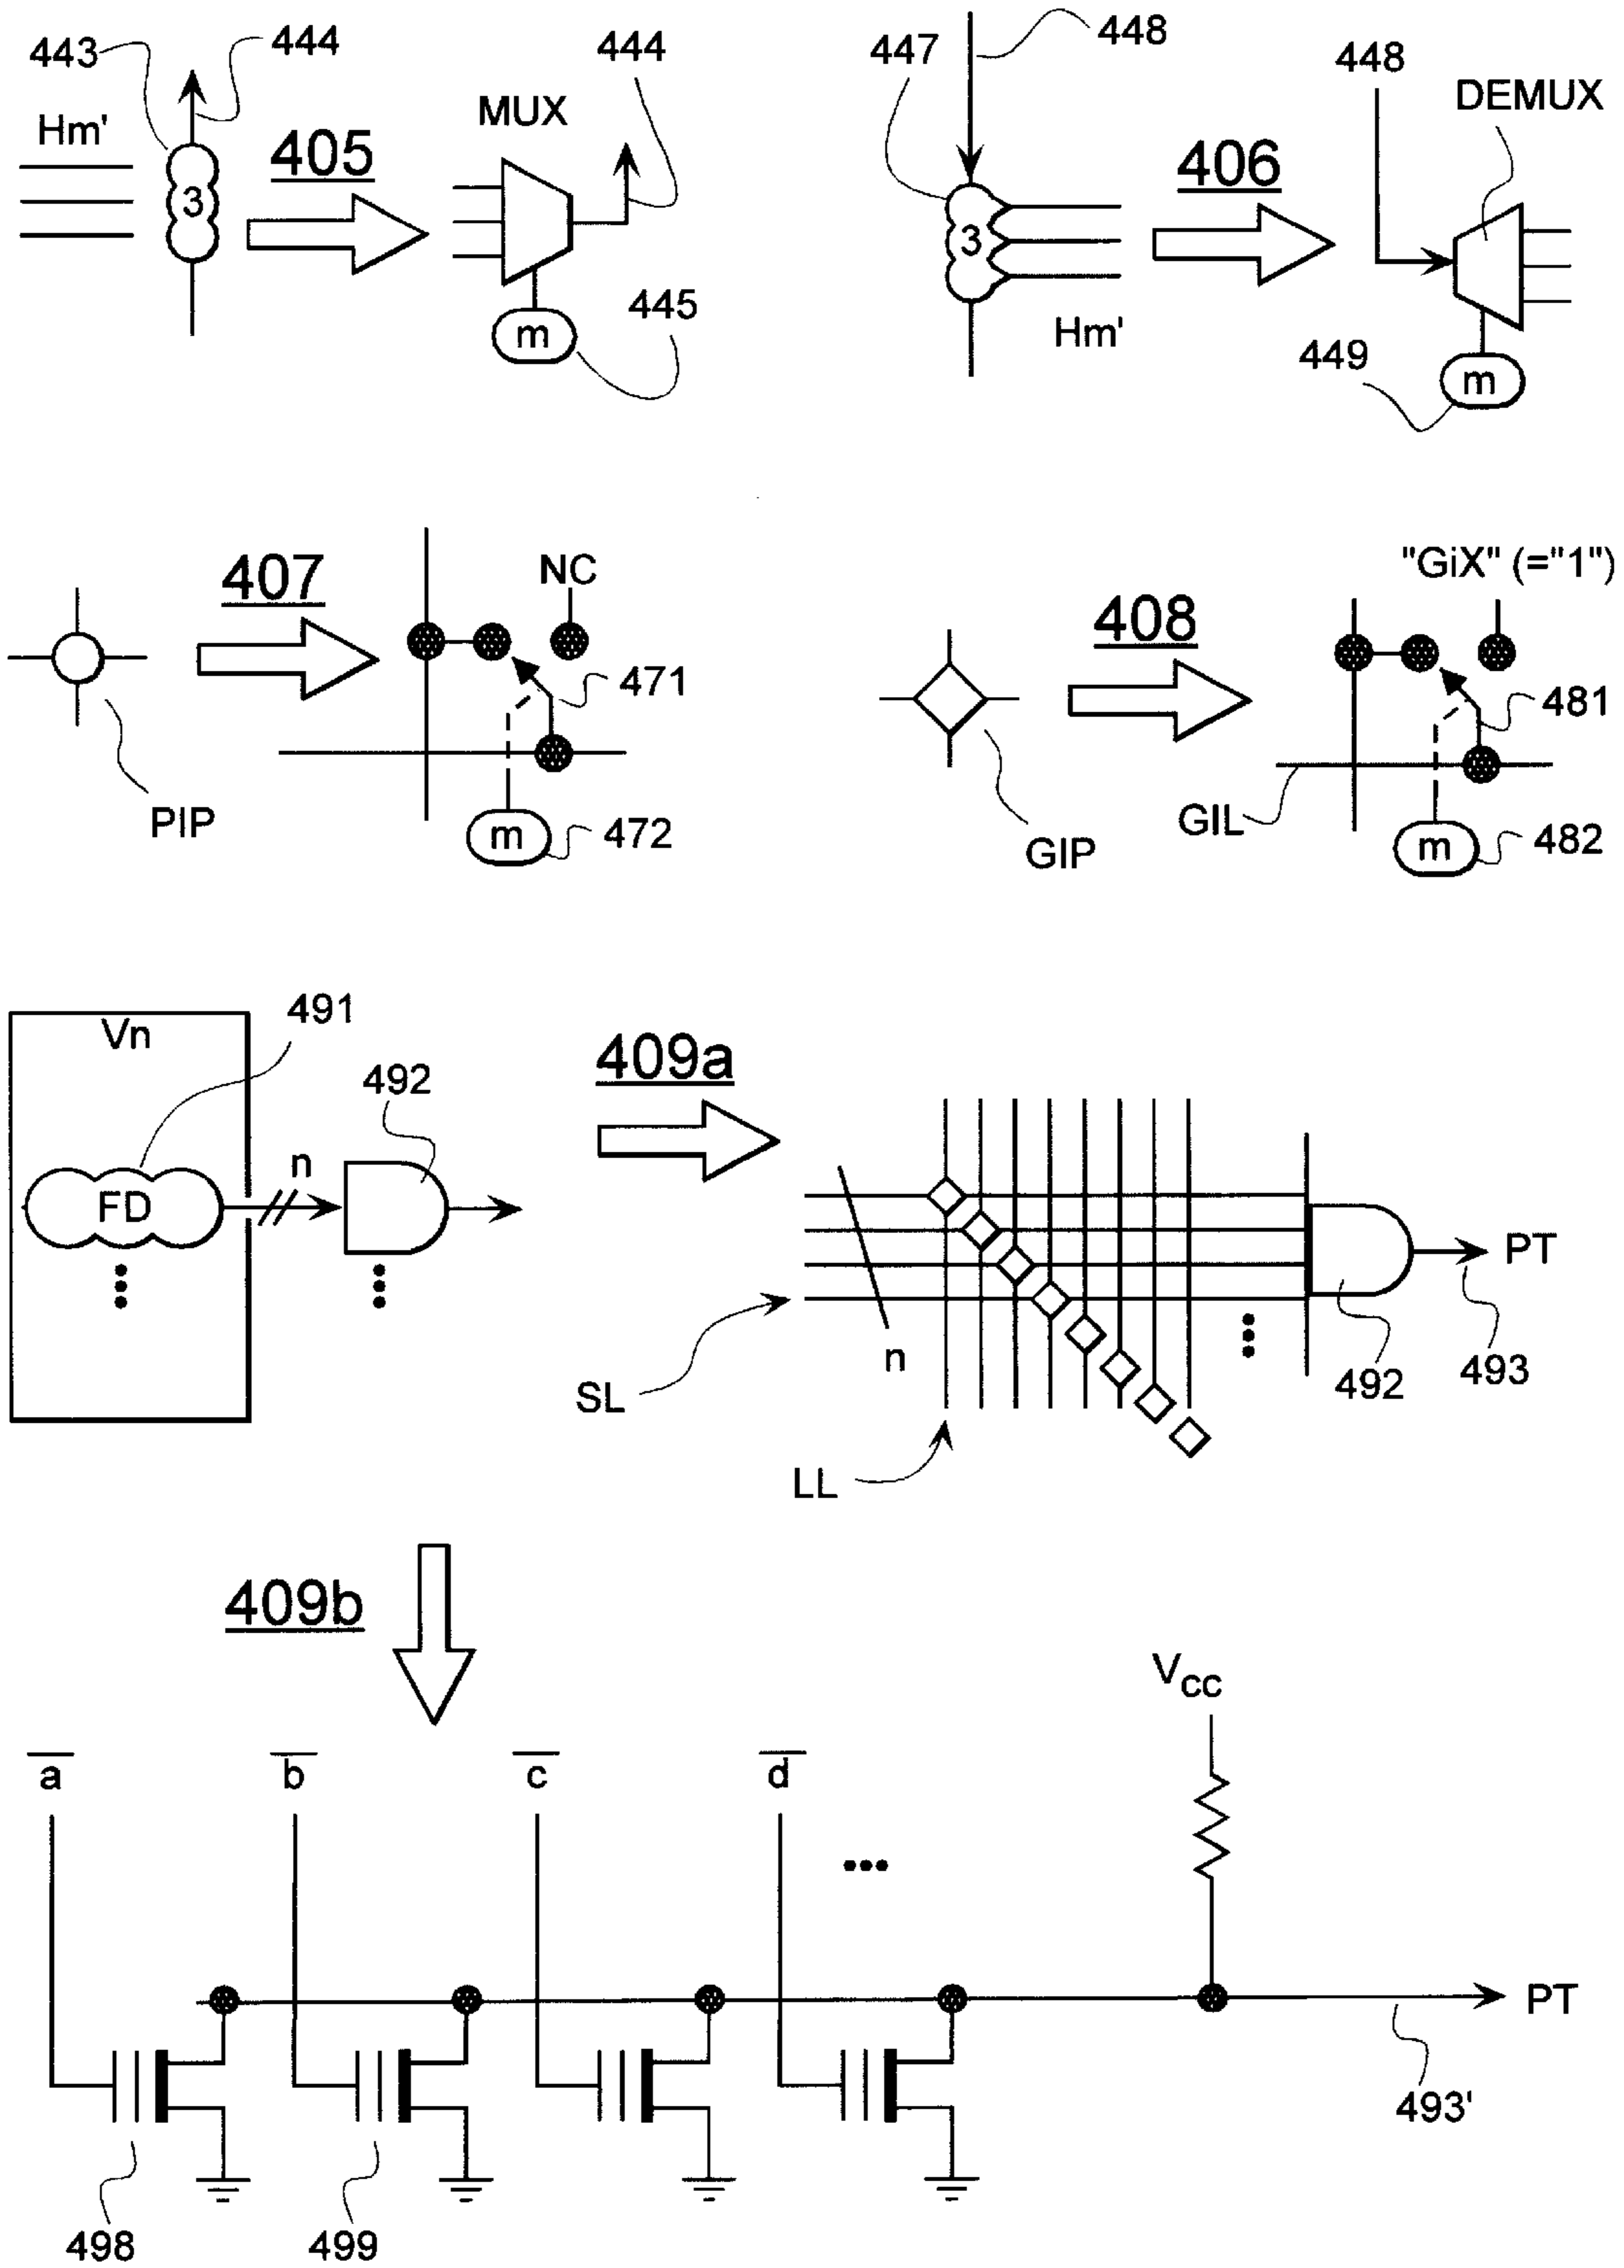 443
444
444
447
448
448
Hm'
405
MUX
406
DEMUX
3
3
445
m
Hm'
449
m
407
NC
"GiX" (="1")
408
471
481
PIP
472
m
GIL
GIP
482
m
Vn
491
492
409a
n
FD
PT
n
SL
492
493
LL
409b
Vcc
a̅
b̅
c̅
d̅
...
PT
493'
498
499